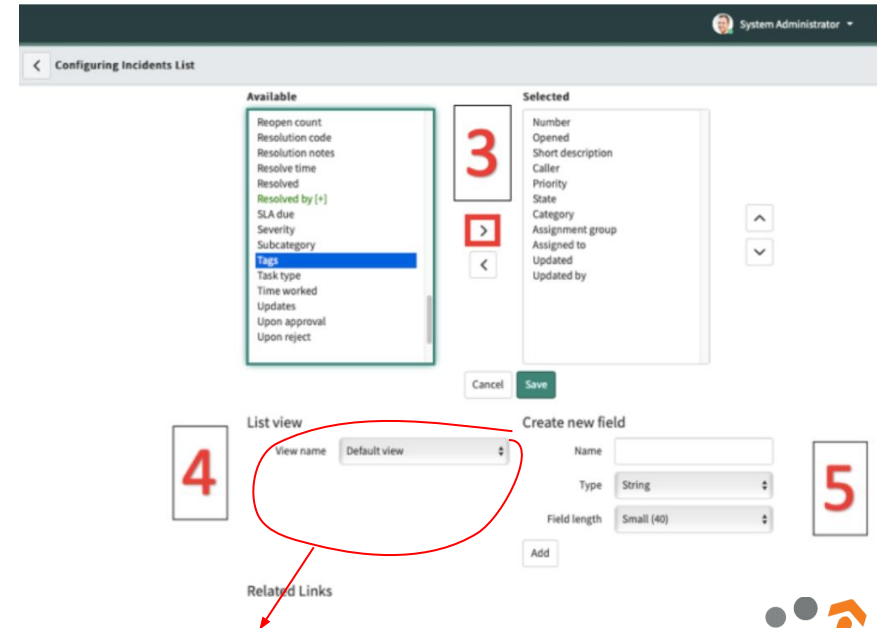 System Administrator
Configuring Incidents List
Available
Reopen count
Resolution code
Resolution notes
Resolve time
Resolved
Resolved by [+]
SLA due
Severity
Subcategory
Tags
Task type
Time worked
Updates
Upon approval
Upon reject
3
Selected
Number
Opened
Short description
Caller
Priority
State
Category
Assignment group
Assigned to
Updated
Updated by
Cancel
Save
4
List view
View name Default view
Create new field
Name
Type String
Field length Small (40)
Add
5
Related Links